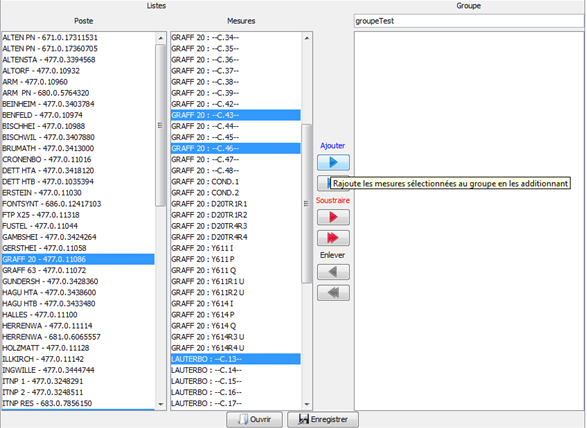 Listes
Groupe
Poste
Mesures
groupeTest
ALTEN PN - 671.0.17311531
ALTEN PN - 671.0.17360705
ALTENSTA - 477.0.3394568
ALTORF - 477.0.10932
ARM - 477.0.10960
ARM PN - 680.0.5764320
BEINHEIM - 477.0.3403784
BENFELD - 477.0.10974
BISCHHEI - 477.0.10988
BISCHWIL - 477.0.3407880
BRUMATH - 477.0.3413000
CRONENBO - 477.0.11016
DETT HTA - 477.0.3418120
DETT HTB - 477.0.1035394
ERSTEIN - 477.0.11030
FONTSYNT - 686.0.12417103
FTP X25 - 477.0.11318
FUSTEL - 477.0.11044
GAMBSHEI - 477.0.3424264
GERSTHEI - 477.0.11058
GRAFF 20 - 477.0.11086
GRAFF 63 - 477.0.11072
GUNDERSH - 477.0.3428360
HAGU HTA - 477.0.3438600
HAGU HTB - 477.0.3433480
HALLES - 477.0.11100
HERRENWA - 477.0.11114
HERRENWA - 681.0.6065557
HOLZMATT - 477.0.11128
ILLKIRCH - 477.0.11142
INGWILLE - 477.0.3444744
ITNP 1 - 477.0.3248291
ITNP 2 - 477.0.3248511
ITNP RES - 683.0.7856150
GRAFF 20 : --C.34--
GRAFF 20 : --C.35--
GRAFF 20 : --C.36--
GRAFF 20 : --C.37--
GRAFF 20 : --C.38--
GRAFF 20 : --C.39--
GRAFF 20 : --C.42--
GRAFF 20 : --C.43--
GRAFF 20 : --C.44--
GRAFF 20 : --C.45--
GRAFF 20 : --C.46--
GRAFF 20 : --C.47--
GRAFF 20 : --C.48--
GRAFF 20 : COND.1
GRAFF 20 : COND.2
GRAFF 20 : D20TR1R1
GRAFF 20 : D20TR2R4
GRAFF 20 : D20TR4R3
GRAFF 20 : D20TR4R4
GRAFF 20 : Y611 I
GRAFF 20 : Y611 P
GRAFF 20 : Y611 Q
GRAFF 20 : Y611R1 U
GRAFF 20 : Y611R2 U
GRAFF 20 : Y614 I
GRAFF 20 : Y614 P
GRAFF 20 : Y614 Q
GRAFF 20 : Y614R3 U
GRAFF 20 : Y614R4 U
LAUTERBO : --C.13--
LAUTERBO : --C.14--
LAUTERBO : --C.15--
LAUTERBO : --C.16--
LAUTERBO : --C.17--
Ajouter
Rajoute les mesures sélectionnées au groupe en les additionnant
Soustraire
Enlever
Ouvrir
Enregistrer